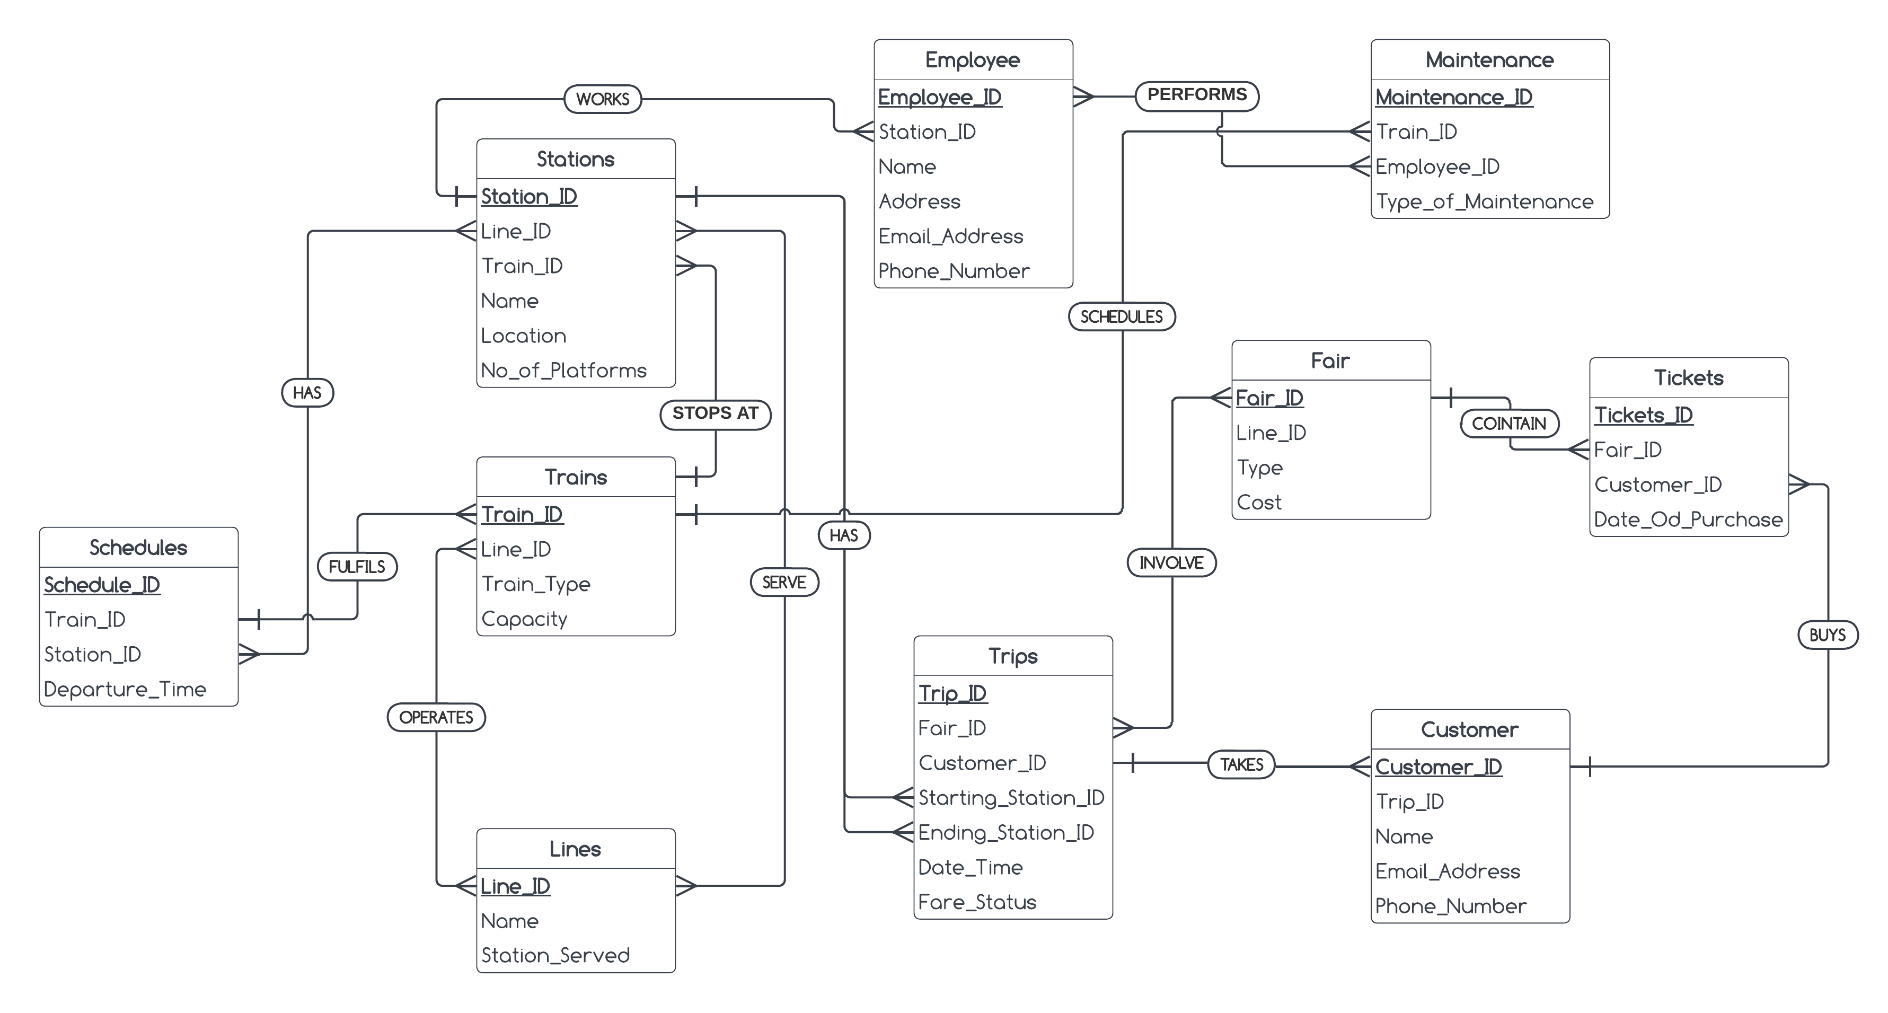 Employee
Employee_ID
Station_ID
Name
Address
Email_Address
Phone_Number
Maintenance
Maintenance_ID
Train_ID
Employee_ID
Type_of_Maintenance
WORKS
PERFORMS
Stations
Station_ID
Line_ID
Train_ID
Name
Location
No_of_Platforms
SCHEDULES
HAS
STOPS AT
Fair
Fair_ID
Line_ID
Type
Cost
COINTAIN
Tickets
Tickets_ID
Fair_ID
Customer_ID
Date_Od_Purchase
Trains
Train_ID
Line_ID
Train_Type
Capacity
Schedules
Schedule_ID
Train_ID
Station_ID
Departure_Time
FULFILS
HAS
SERVE
INVOLVE
BUYS
OPERATES
Trips
Trip_ID
Fair_ID
Customer_ID
Starting_Station_ID
Ending_Station_ID
Date_Time
Fare_Status
TAKES
Customer
Customer_ID
Trip_ID
Name
Email_Address
Phone_Number
Lines
Line_ID
Name
Station_Served